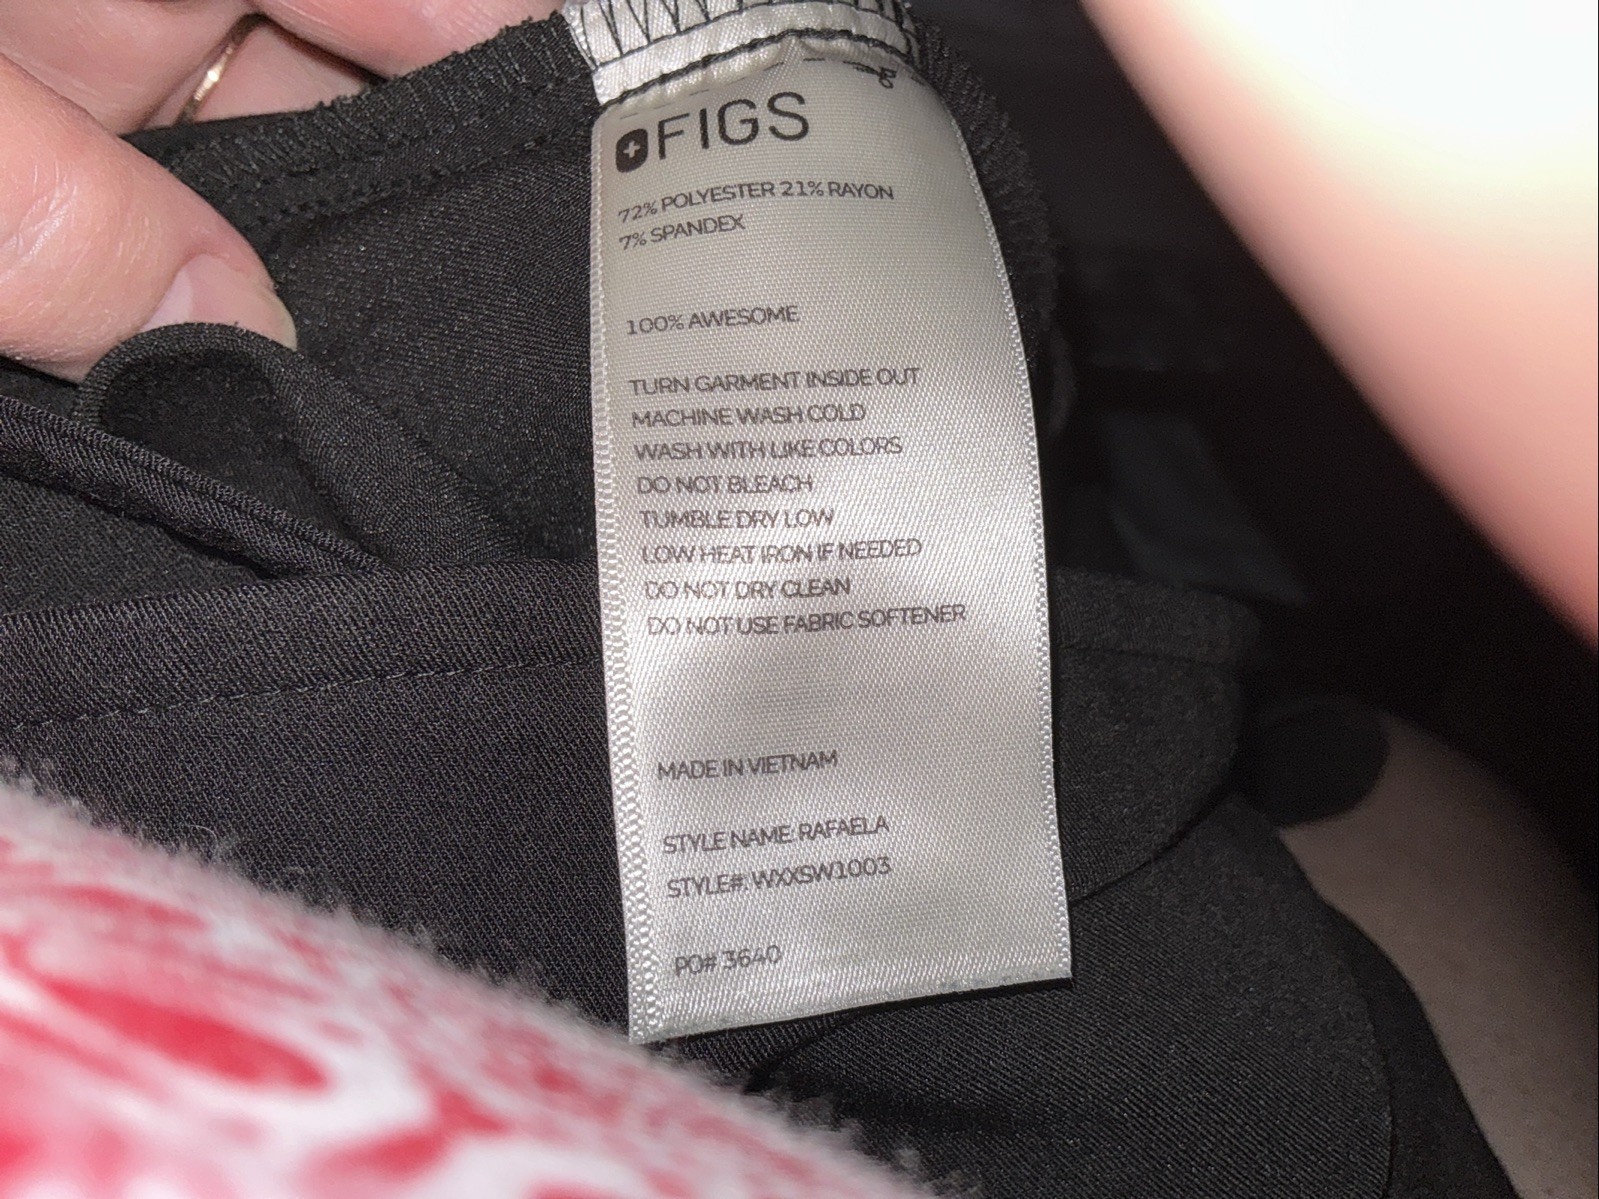 FIGS
72% POLYESTER 21% RAYON
7% SPANDEX
100% AWESOME
TURN GARMENT INSIDE OUT
MACHINE WASH COLD
WASH WITH LIKE COLORS
DO NOT BLEACH
TUMBLE DRY LOW
LOW HEAT IRON IF NEEDED
DO NOT DRY CLEAN
DO NOT USE FABRIC SOFTENER
MADE IN VIETNAM
STYLE NAME: RAFAELA
STYLE#: WXXSW1003
PO# 3640